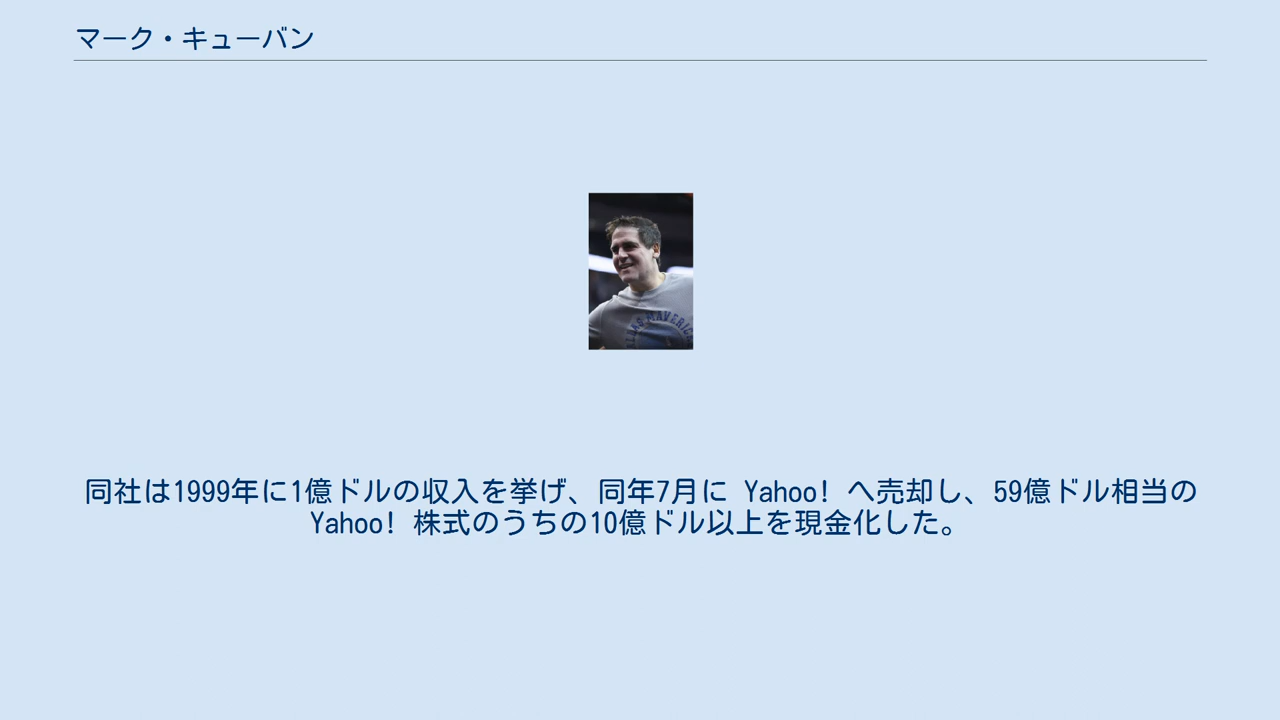 マーク・キューバン
同社は1999年に1億ドルの収入を挙げ、同年7月に Yahoo! へ売却し、59億ドル相当の
Yahoo! 株式のうちの10億ドル以上を現金化した。